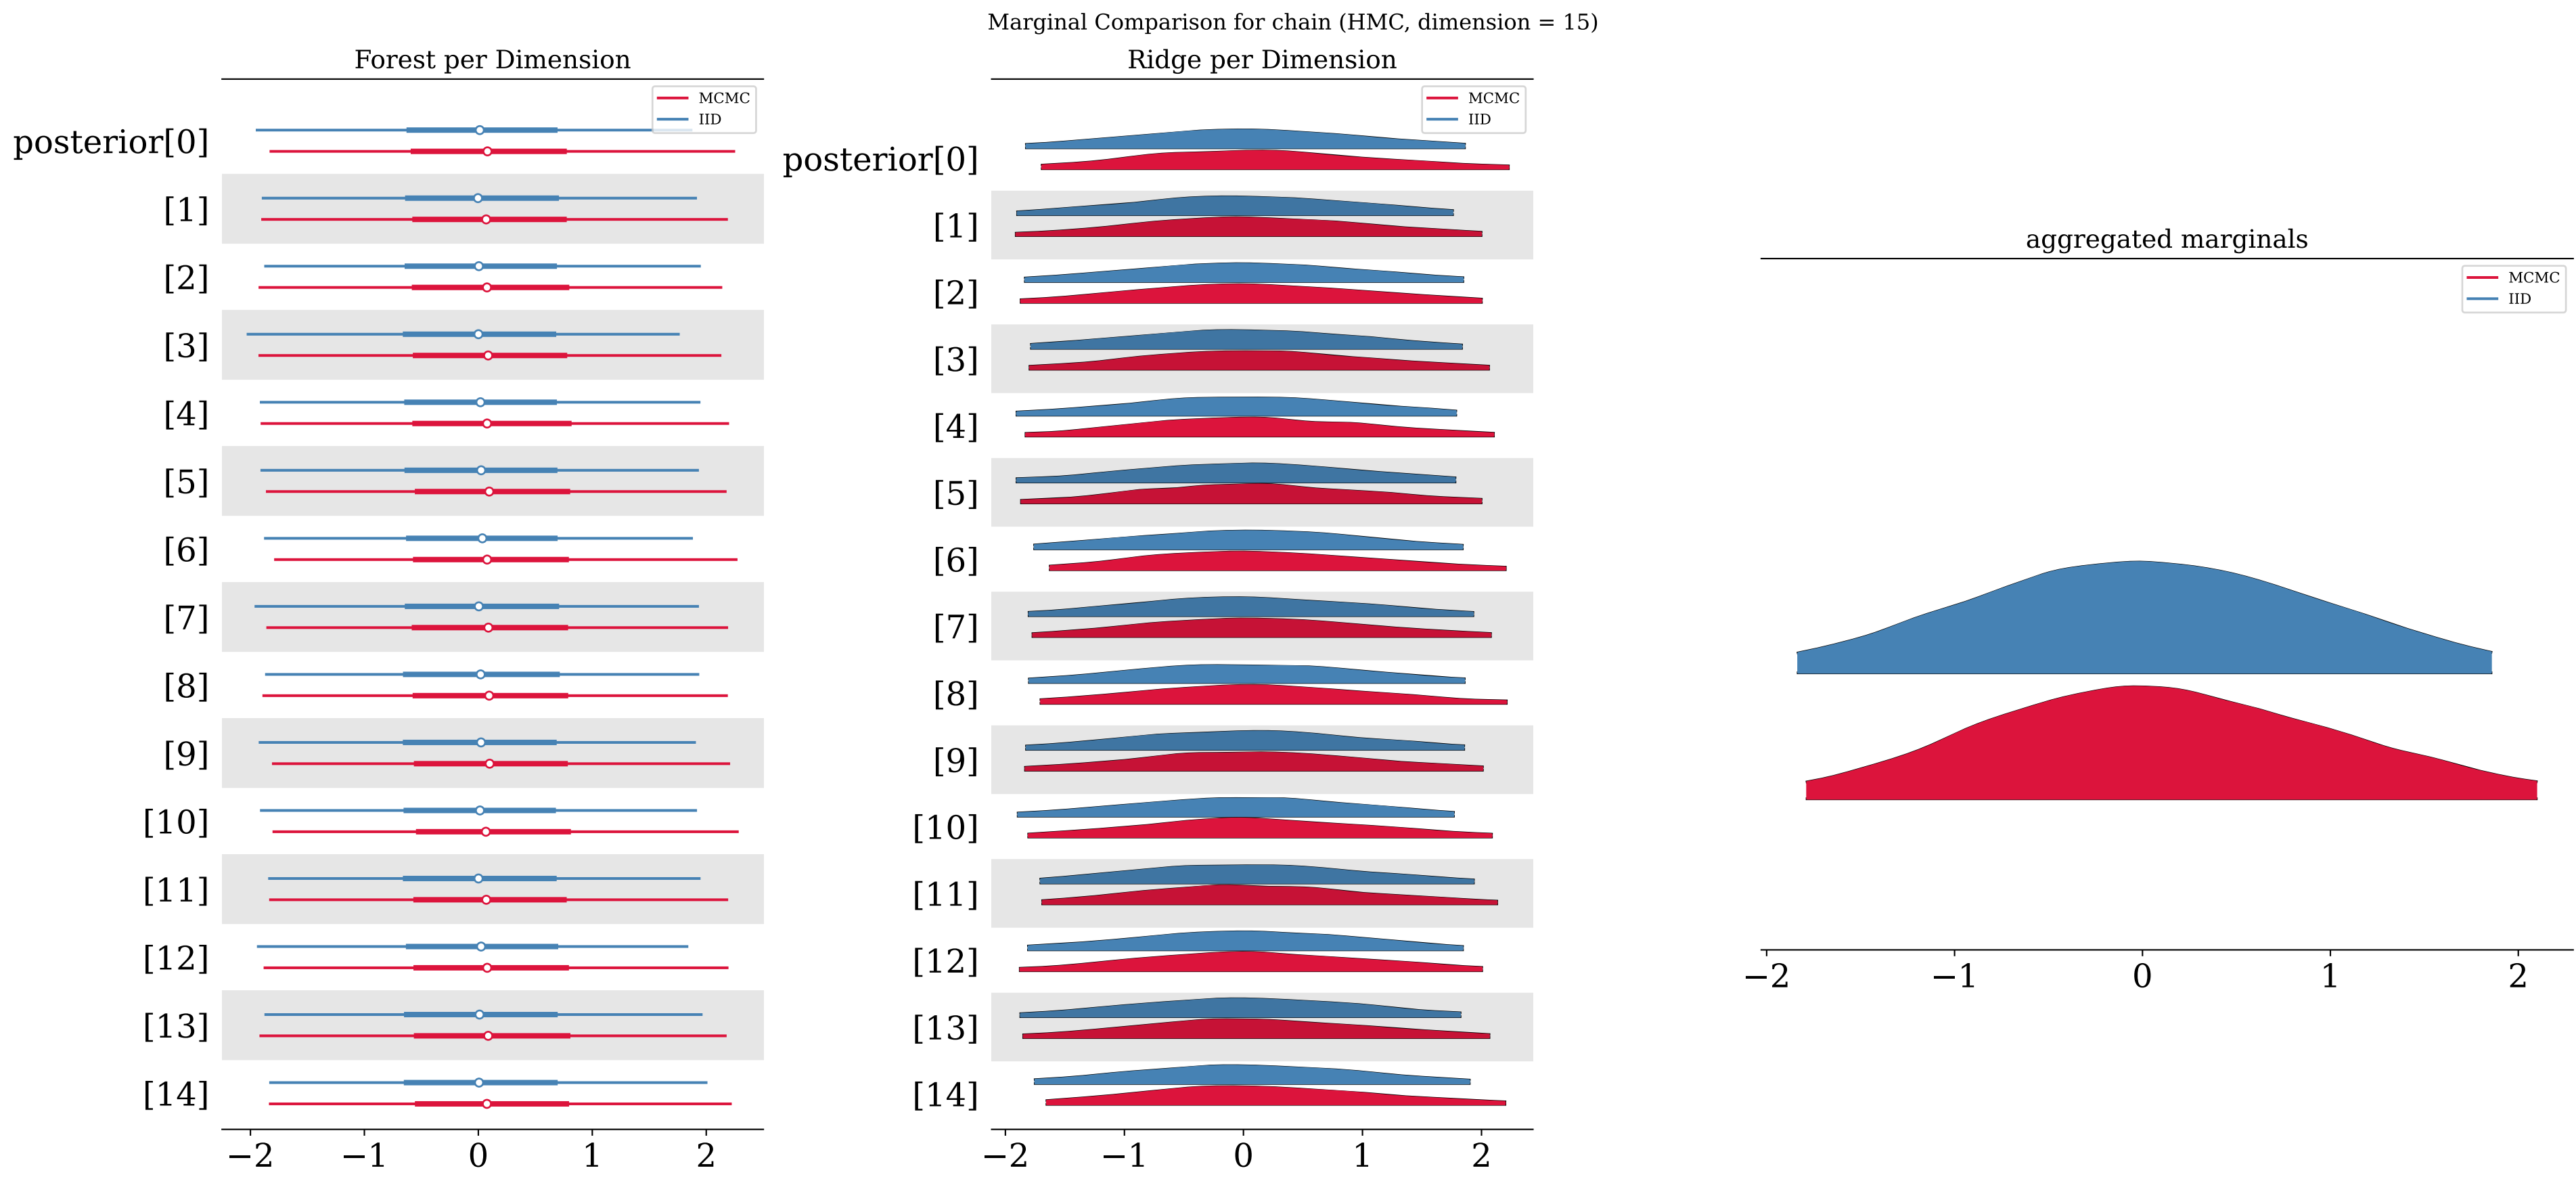 Marginal Comparison for chain (HMC, dimension = 15)
Forest per Dimension
MCMC
IID
posterior[0]
[1]
[2]
[3]
[4]
[5]
[6]
[7]
[8]
[9]
[10]
[11]
[12]
[13]
[14]
−2 −1 0 1 2
Ridge per Dimension
MCMC
IID
posterior[0]
[1]
[2]
[3]
[4]
[5]
[6]
[7]
[8]
[9]
[10]
[11]
[12]
[13]
[14]
−2 −1 0 1 2
aggregated marginals
MCMC
IID
−2 −1 0 1 2